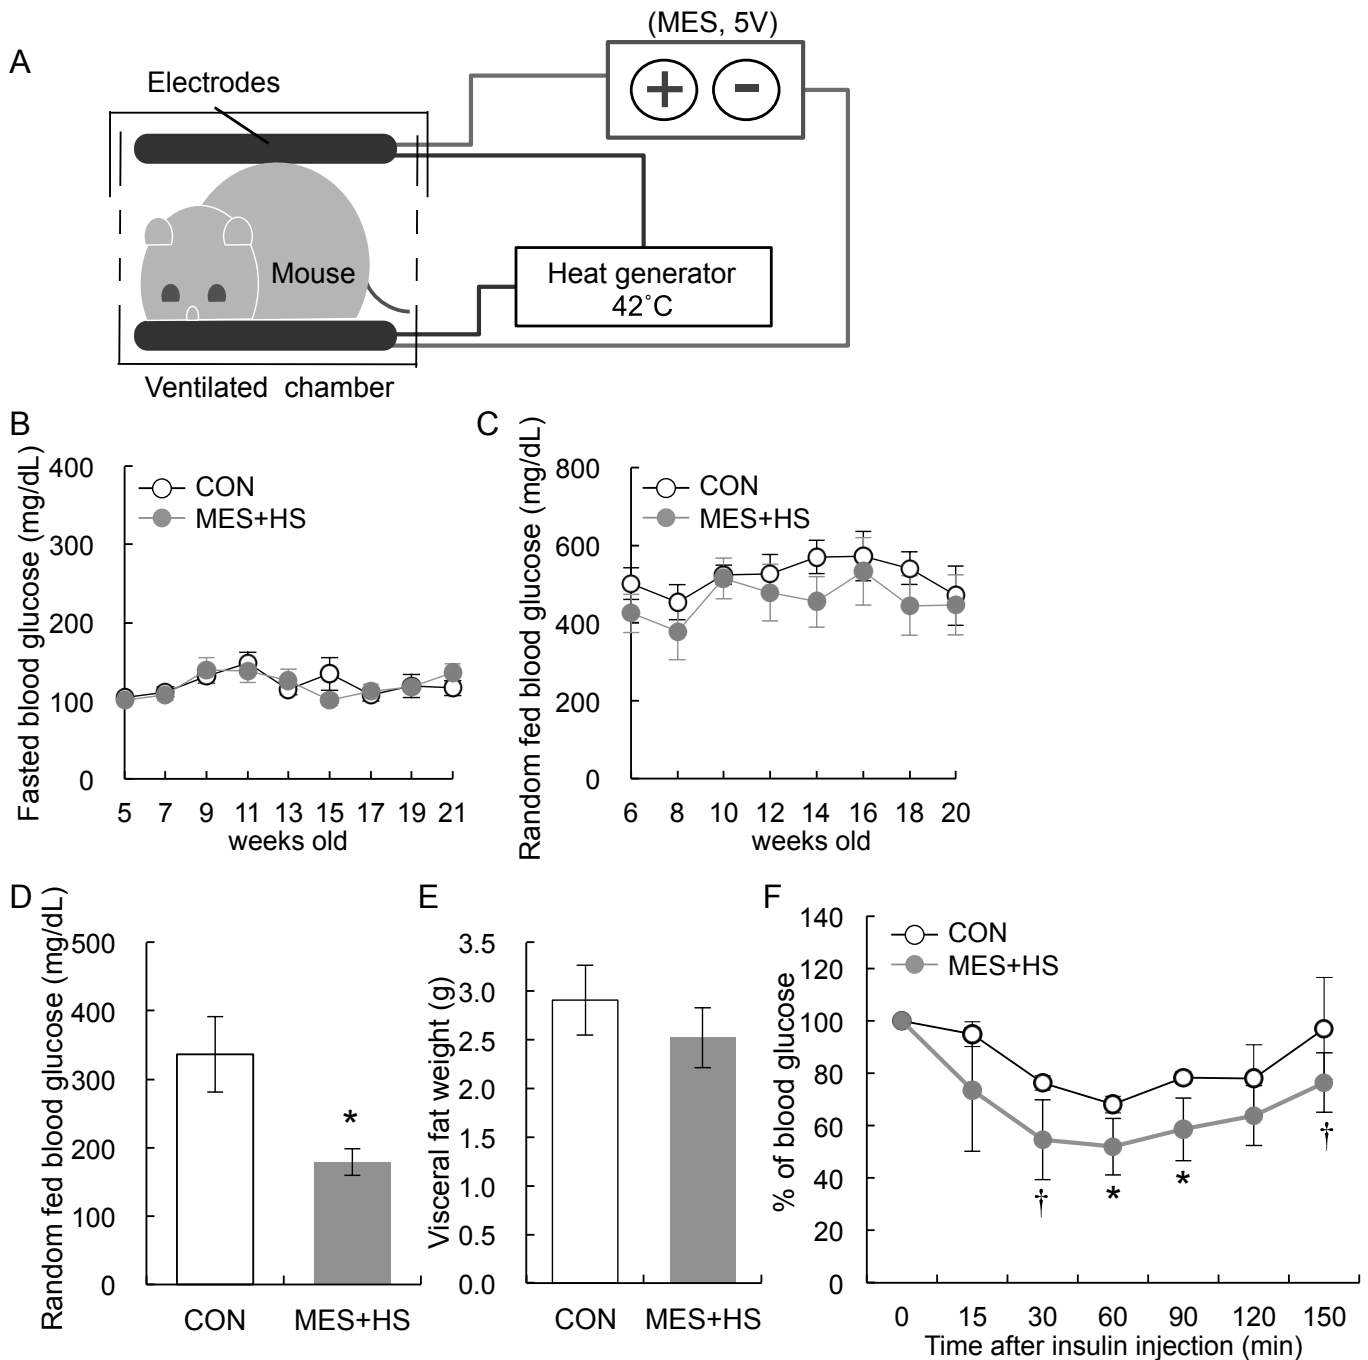 A
(MES, 5V)
Electrodes
+ -
Mouse
Heat generator
42°C
Ventilated chamber
B
Fasted blood glucose (mg/dL)
400
300
200
100
0
CON
MES+HS
5 7 9 11 13 15 17 19 21
weeks old
C
Random fed blood glucose (mg/dL)
800
600
400
200
0
CON
MES+HS
6 8 10 12 14 16 18 20
weeks old
D
Random fed blood glucose (mg/dL)
500
400
300
200
100
0
*
CON MES+HS
E
Visceral fat weight (g)
3.5
3.0
2.5
2.0
1.5
1.0
0.5
0.0
CON MES+HS
F
% of blood glucose
140
120
100
80
60
40
20
0
CON
MES+HS
† * * †
0 15 30 60 90 120 150
Time after insulin injection (min)